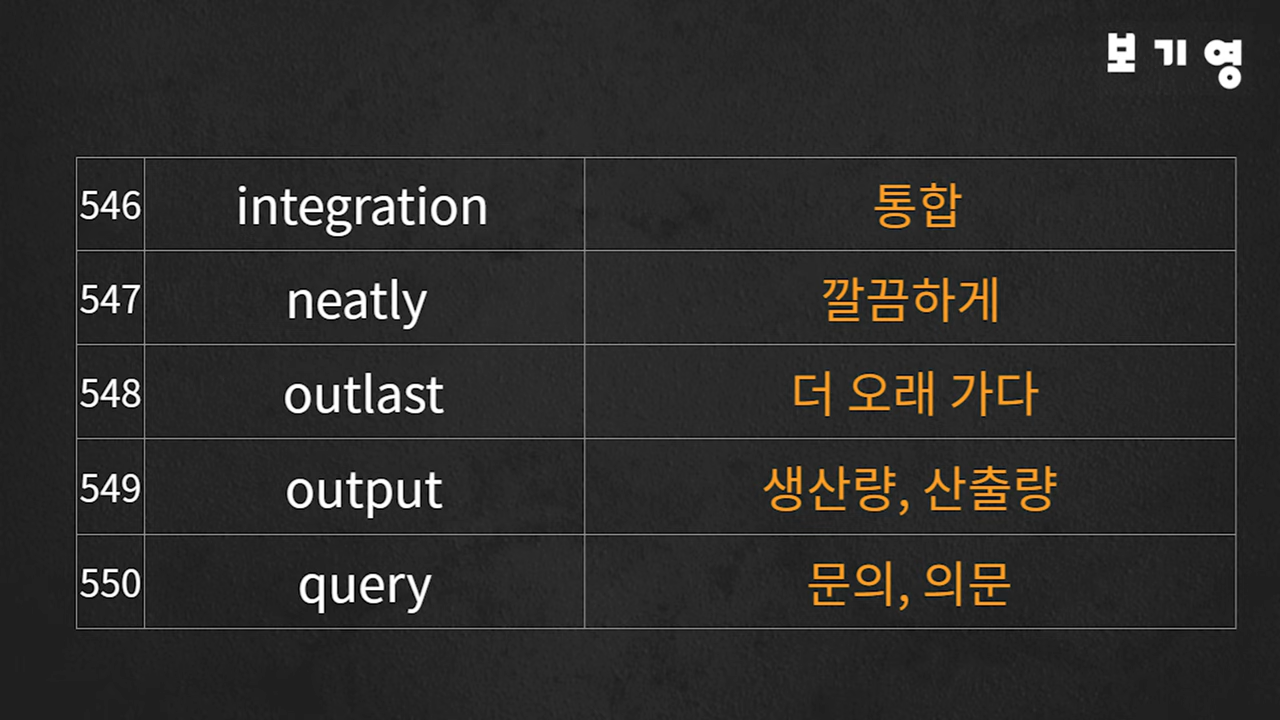 보기영
546 integration 통합
547 neatly 깔끔하게
548 outlast 더 오래 가다
549 output 생산량, 산출량
550 query 문의, 의문